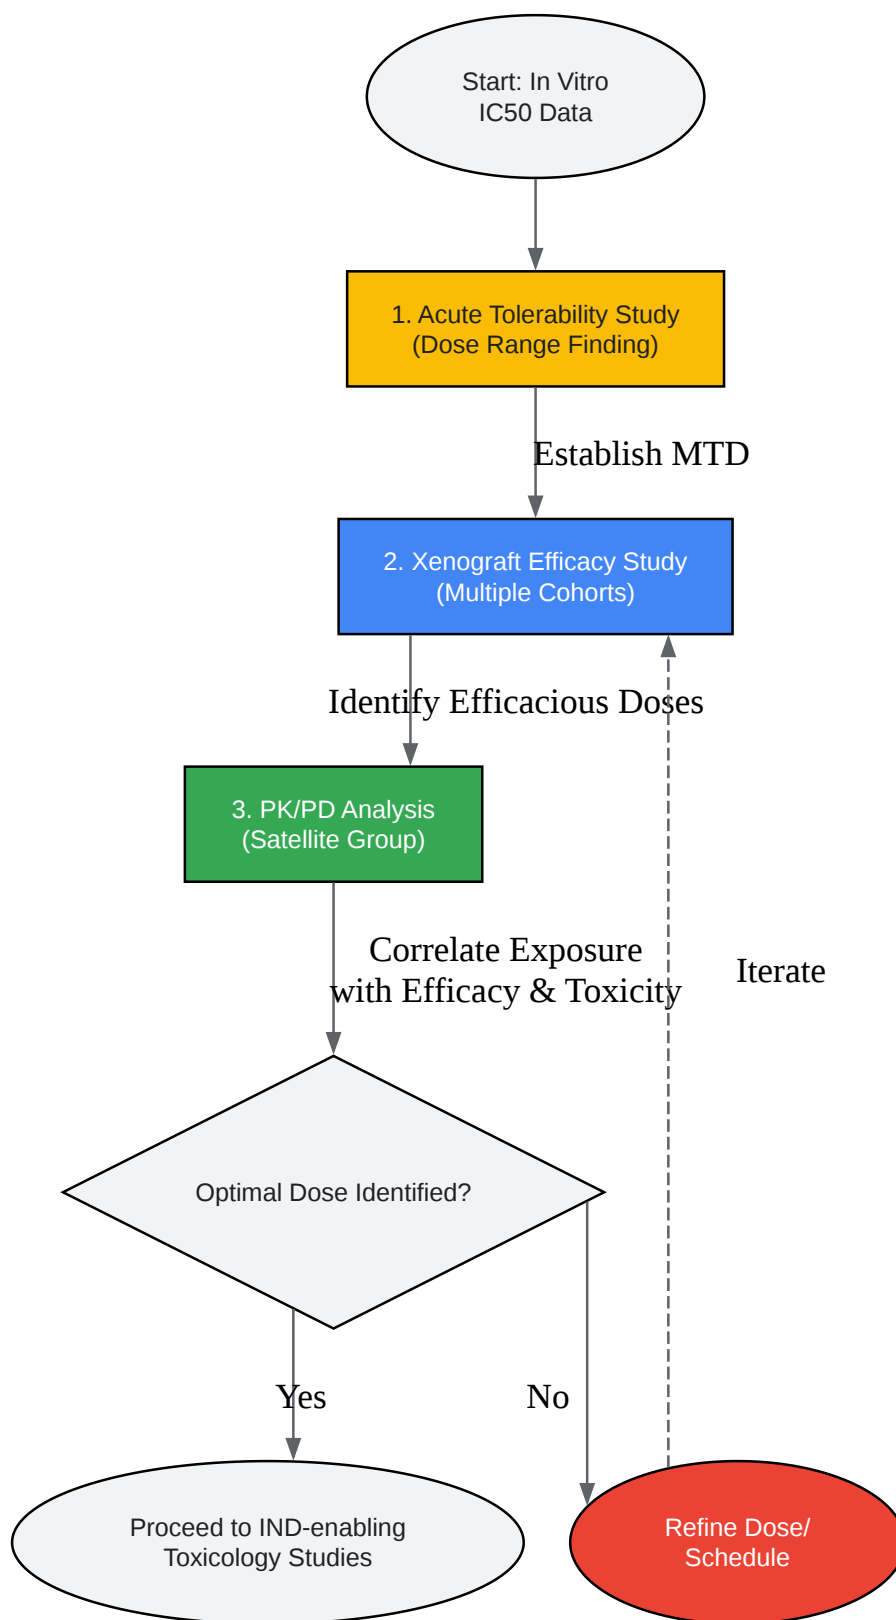 Start: In Vitro
IC50 Data
1. Acute Tolerability Study
(Dose Range Finding)
Establish MTD
2. Xenograft Efficacy Study
(Multiple Cohorts)
Identify Efficacious Doses
3. PK/PD Analysis
(Satellite Group)
Correlate Exposure
with Efficacy & Toxicity
Iterate
Optimal Dose Identified?
Yes
No
Proceed to IND-enabling
Toxicology Studies
Refine Dose/
Schedule